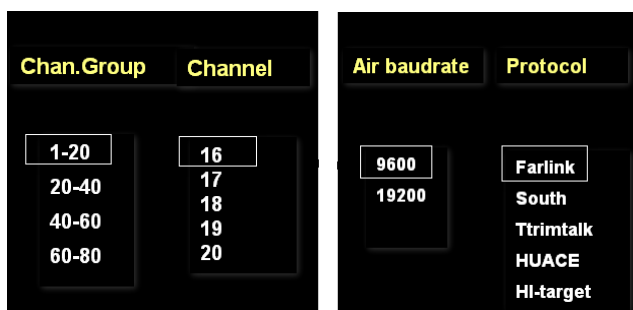 Chan.Group Channel
1-20
20-40
40-60
60-80
16
17
18
19
20
Air baudrate Protocol
9600
19200
Farlink
South
Ttrimtalk
HUACE
HI-target